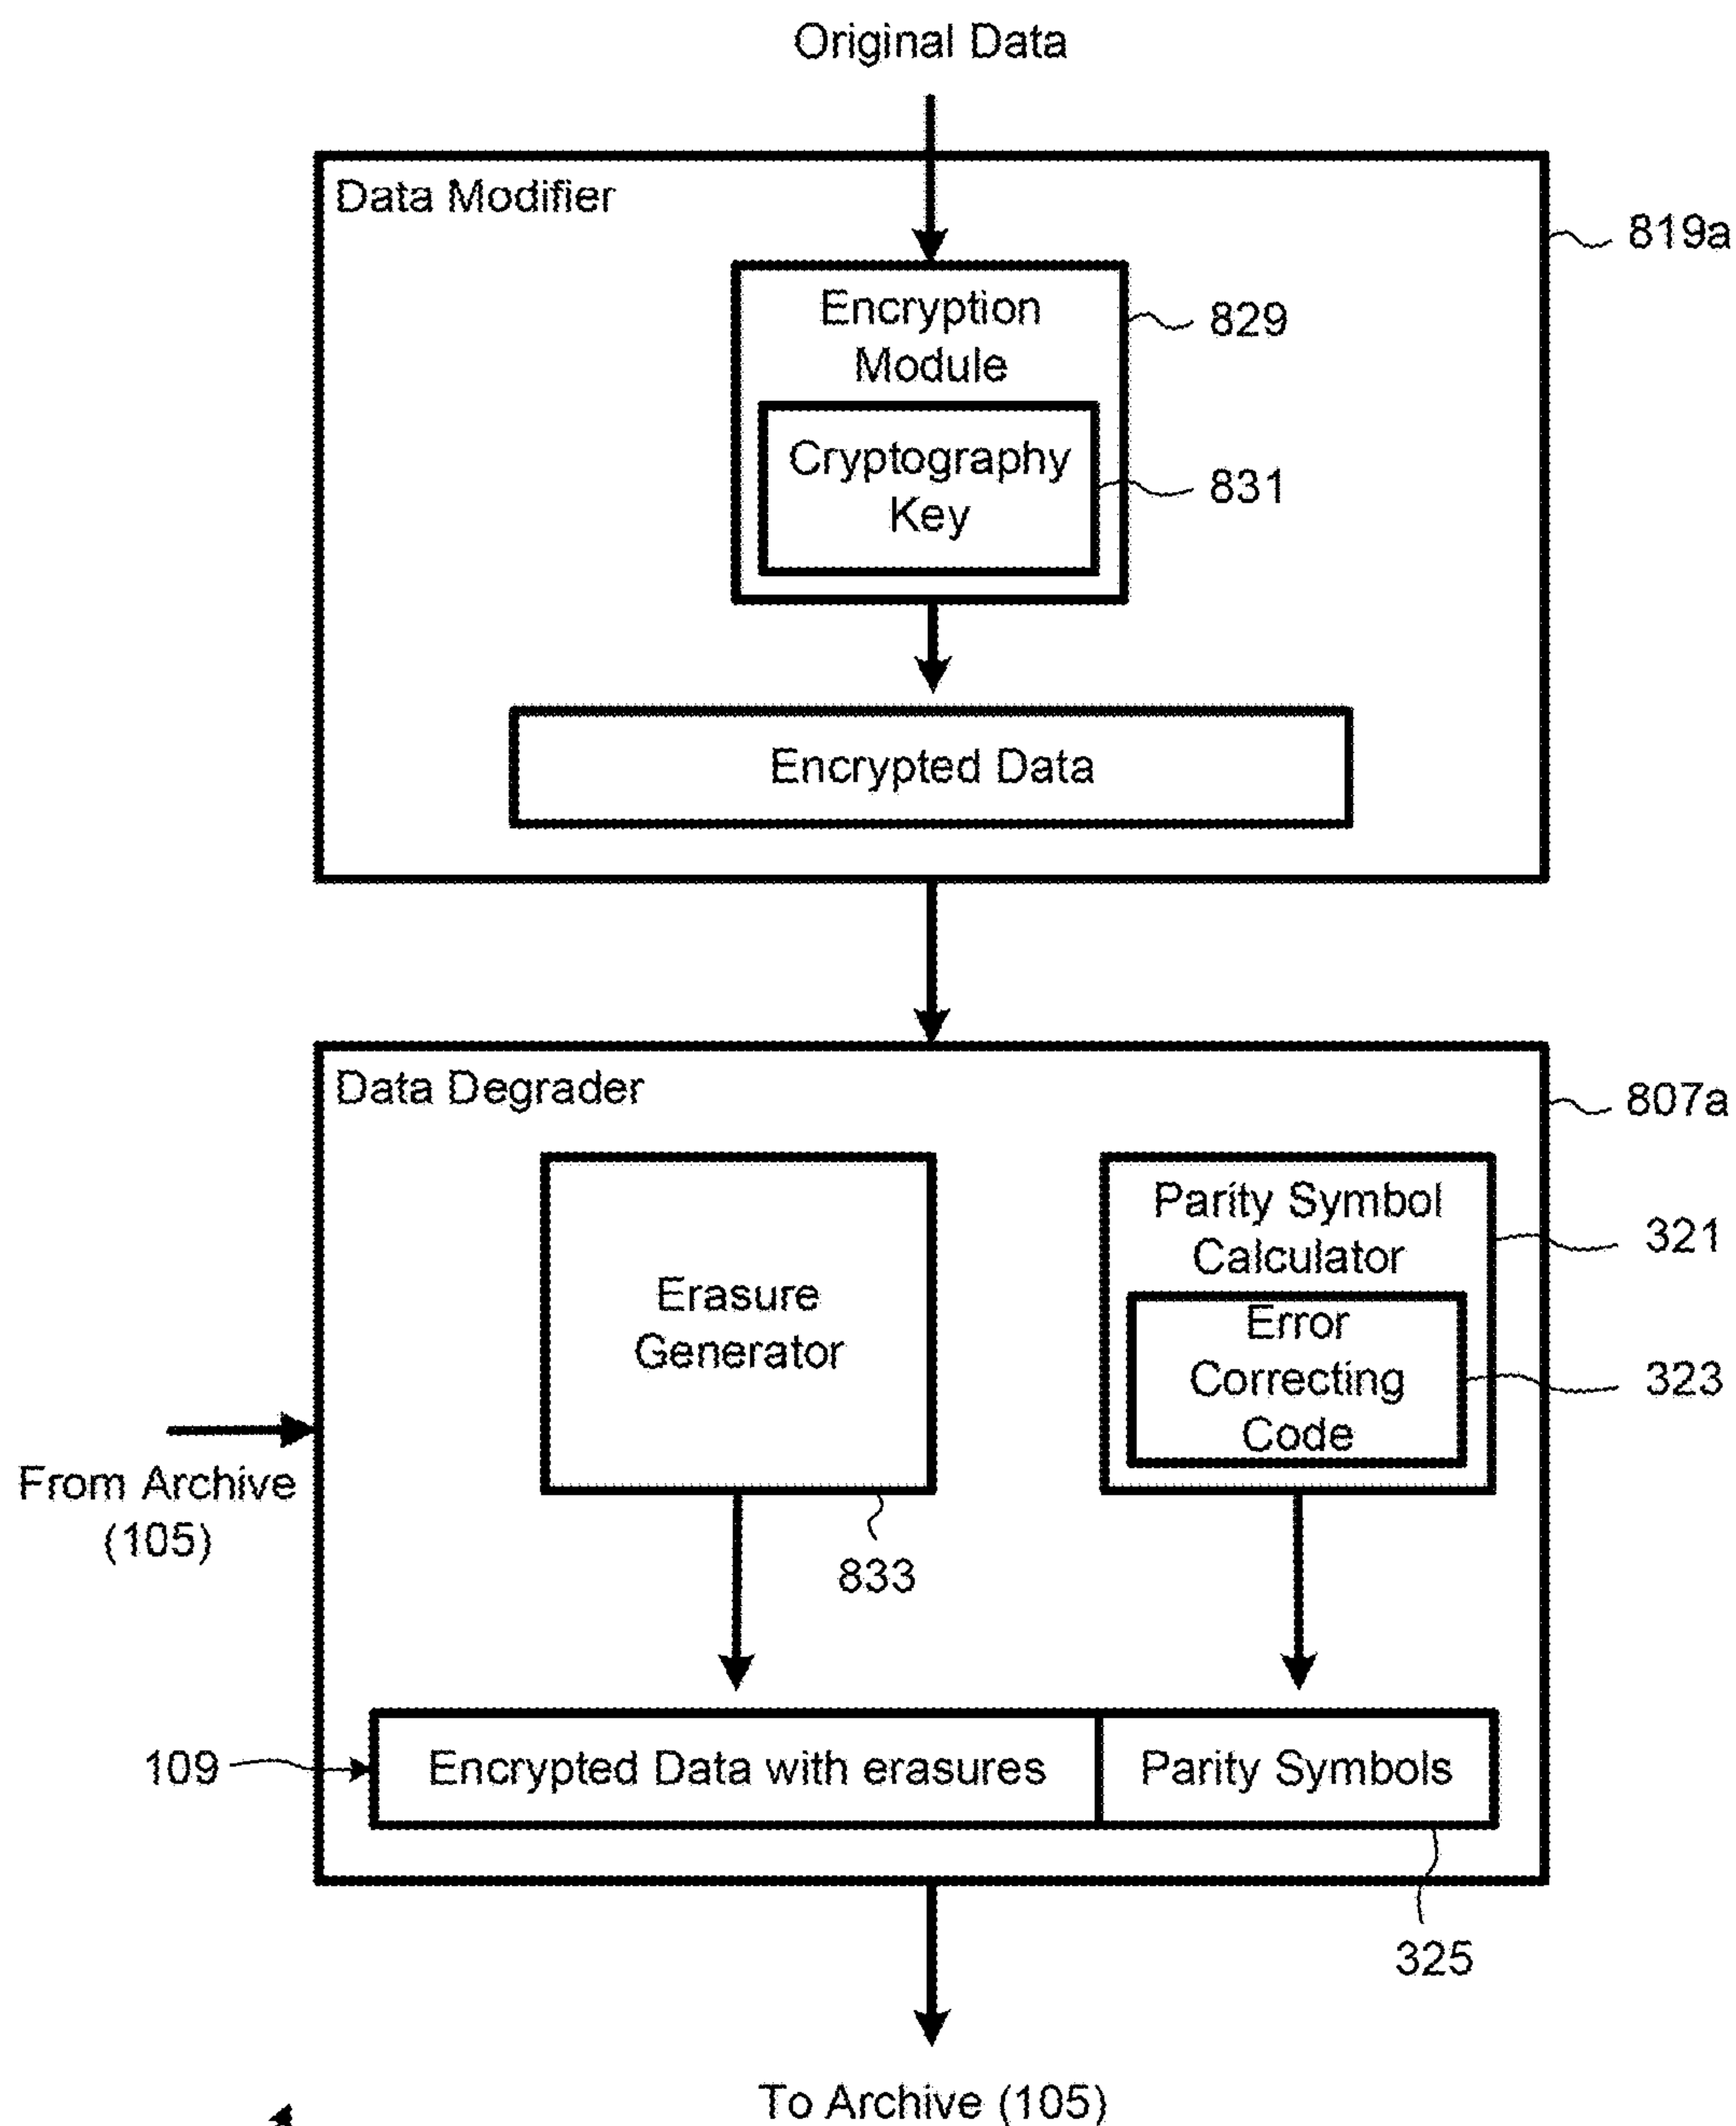 Original Data
Data Modifier
819a
Encryption
Module
829
Cryptography
Key
831
Encrypted Data
Data Degrader
807a
Parity Symbol
Calculator
321
Erasure
Generator
Error
Correcting
Code
323
From Archive
(105)
833
109
Encrypted Data with erasures
Parity Symbols
325
To Archive (105)